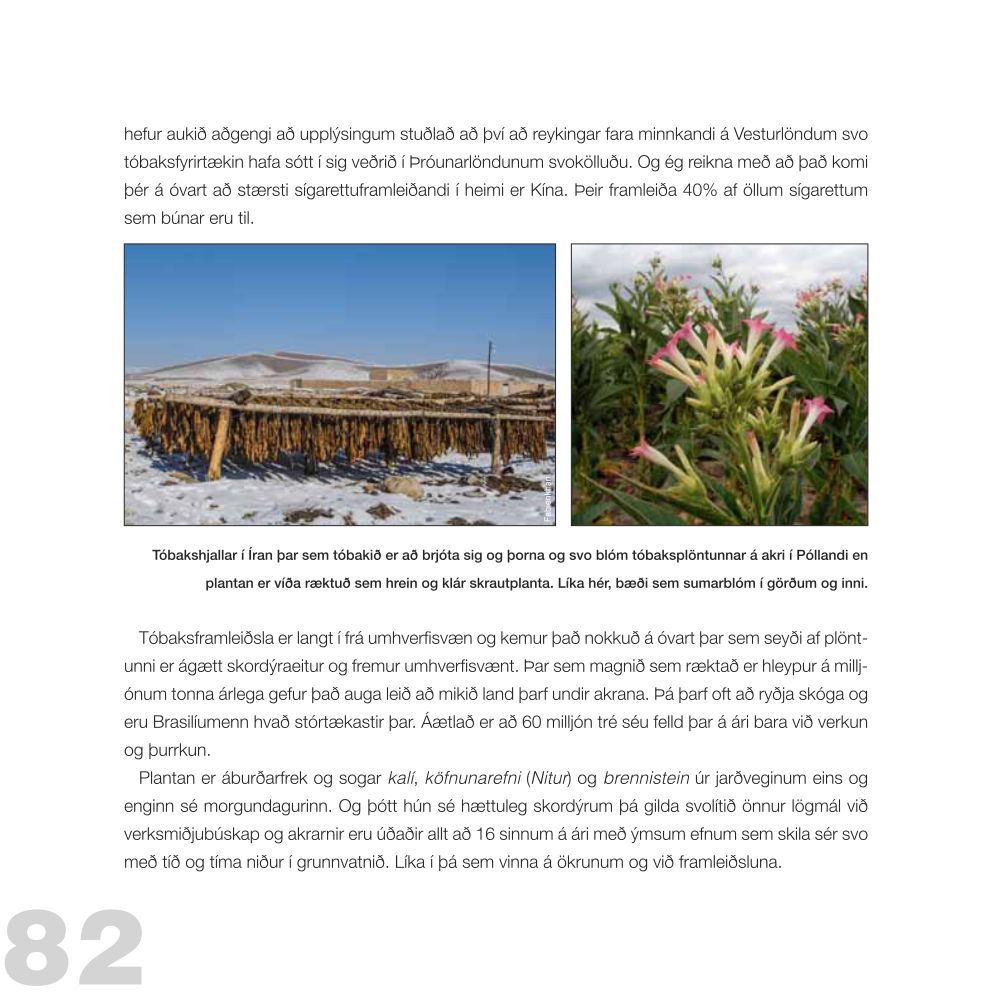 hefur aukið aðgengi að upplýsingum stuðlað að því að reykingar fara minnkandi á Vesturlöndum svo
tóbaksfyrirtækin hafa sótt í sig veðrið í Þróunarlöndunum svokölluðu. Og ég reikna með að það komi
þér á óvart að stærsti sígarettuframleiðandi í heimi er Kína. Þeir framleiða 40% af öllum sígarettum
sem búnar eru til.
Tóbakshjallar í Íran þar sem tóbakið er að brjóta sig og þorna og svo blóm tóbaksplöntunnar á akri í Póllandi en
plantan er víða ræktuð sem hrein og klár skrautplanta. Líka hér, bæði sem sumarblóm í görðum og inni.
Tóbaksframleiðsla er langt í frá umhverfisvæn og kemur það nokkuð á óvart þar sem seyði af plönt-
unni er ágætt skordýraeitur og fremur umhverfisvænt. Þar sem magnið sem ræktað er hleypur á millj-
ónum tonna árlega gefur það auga leið að mikið land þarf undir akrana. Þá þarf oft að ryðja skóga og
eru Brasilíumenn hvað stórtækastir þar. Áætlað er að 60 milljón tré séu felld þar á ári bara við verkun
og þurrkun.
Plantan er áburðarfrek og sogar kalí, köfnunarefni (Nitur) og brennistein úr jarðveginum eins og
enginn sé morgundagurinn. Og þótt hún sé hættuleg skordýrum þá gilda svolítið önnur lögmál við
verksmiðjubúskap og akrarnir eru úðaðir allt að 16 sinnum á ári með ýmsum efnum sem skila sér svo
með tíð og tíma niður í grunnvatnið. Líka í þá sem vinna á ökrunum og við framleiðsluna.
82